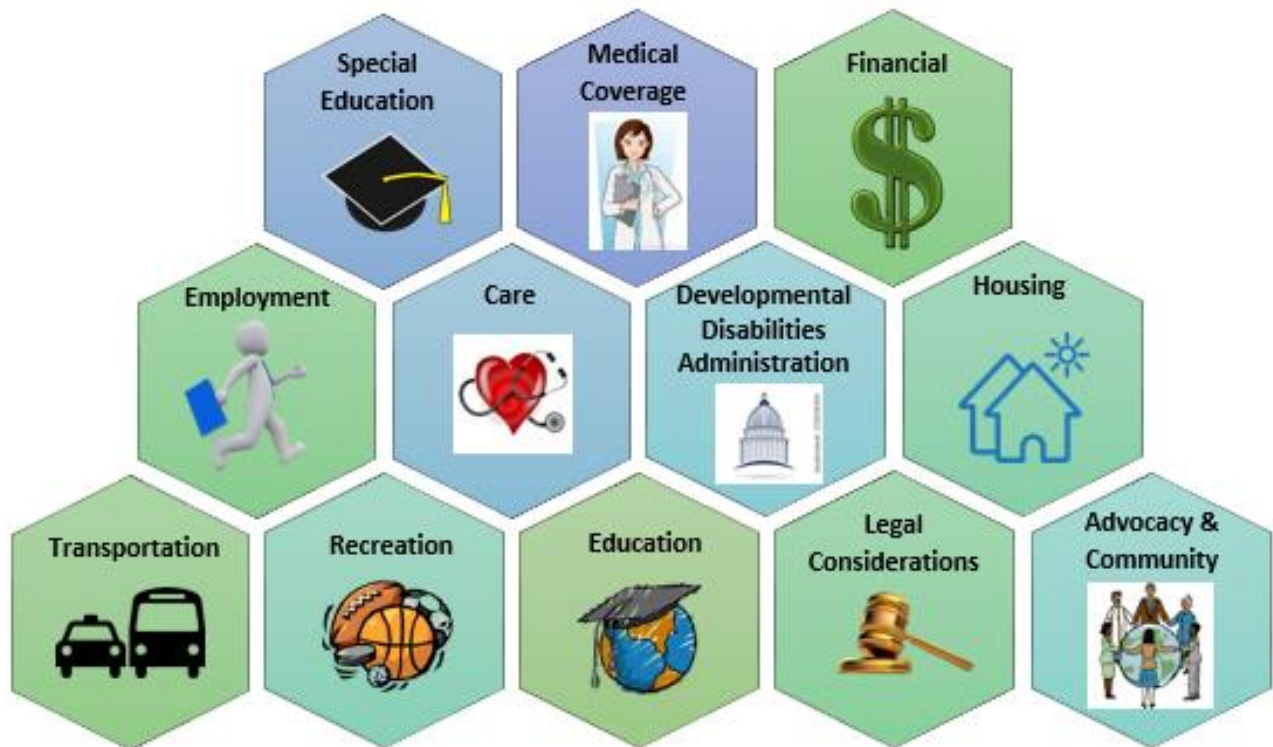 Special
Education
Medical
Coverage
Financial
Employment
Care
Developmental
Disabilities
Administration
Housing
Transportation
Recreation
Education
Legal
Considerations
Advocacy &
Community